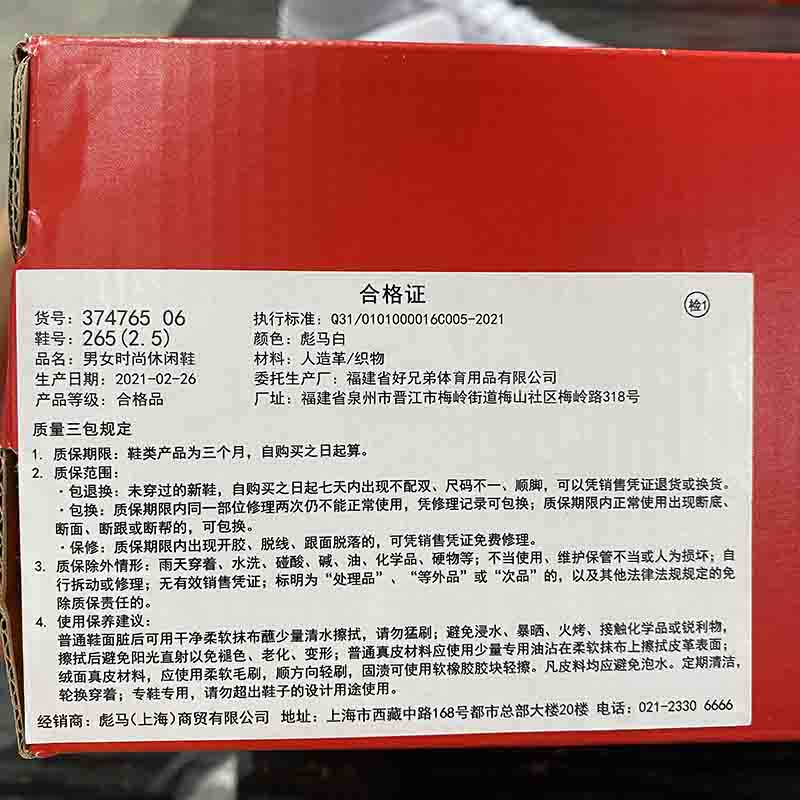 合格证
检1
货号：374765 06
执行标准：Q31/0101000016C005-2021
鞋号：265(2.5)
颜色：彪马白
品名：男女时尚休闲鞋
材料：人造革/织物
生产日期：2021-02-26
委托生产厂：福建省好兄弟体育用品有限公司
产品等级：合格品
厂址：福建省泉州市晋江市梅岭街道梅山社区梅岭路318号
质量三包规定
1. 质保期限：鞋类产品为三个月，自购买之日起算。
2. 质保范围：
·包退换：未穿过的新鞋，自购买之日起七天内出现不配双、尺码不一、顺脚，可以凭销售凭证退货或换货。
·包换：质保期限内同一部位修理两次仍不能正常使用，凭修理记录可包换；质保期限内正常使用出现断底、
断面、断跟或断帮的，可包换。
·保修：质保期限内出现开胶、脱线、跟面脱落的，可凭销售凭证免费修理。
3. 质保除外情形：雨天穿着、水洗、碰酸、碱、油、化学品、硬物等；不当使用、维护保管不当或人为损坏；自
行拆动或修理；无有效销售凭证；标明为“处理品”、“等外品”或“次品”的，以及其他法律法规规定的免
除质保责任的。
4. 使用保养建议：
普通鞋面脏后可用干净柔软抹布蘸少量清水擦拭，请勿猛刷；避免浸水、暴晒、火烤、接触化学品或锐利物，
擦拭后避免阳光直射以免褪色、老化、变形；普通真皮材料应使用少量专用油沾在柔软抹布上擦拭皮革表面；
绒面真皮材料，应使用柔软毛刷，顺方向轻刷，固渍可使用软橡胶胶块轻擦。凡皮料均应避免泡水。定期清洁，
轮换穿着；专鞋专用，请勿超出鞋子的设计用途使用。
经销商：彪马(上海)商贸有限公司 地址：上海市西藏中路168号都市总部大楼20楼 电话：021-2330 6666